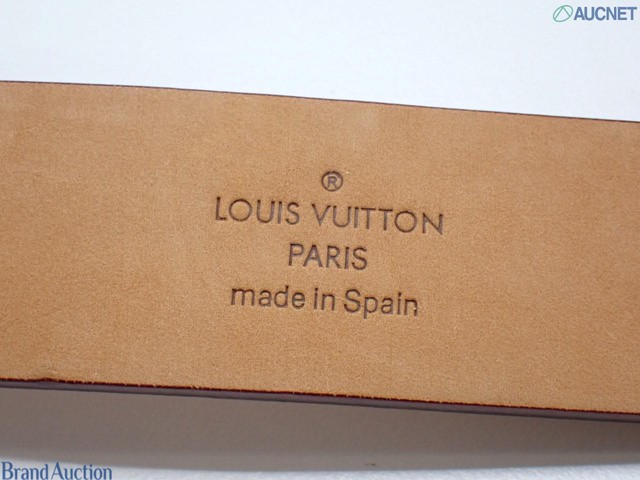 AUCNET
®
LOUIS VUITTON
PARIS
made in Spain
Brand Auction